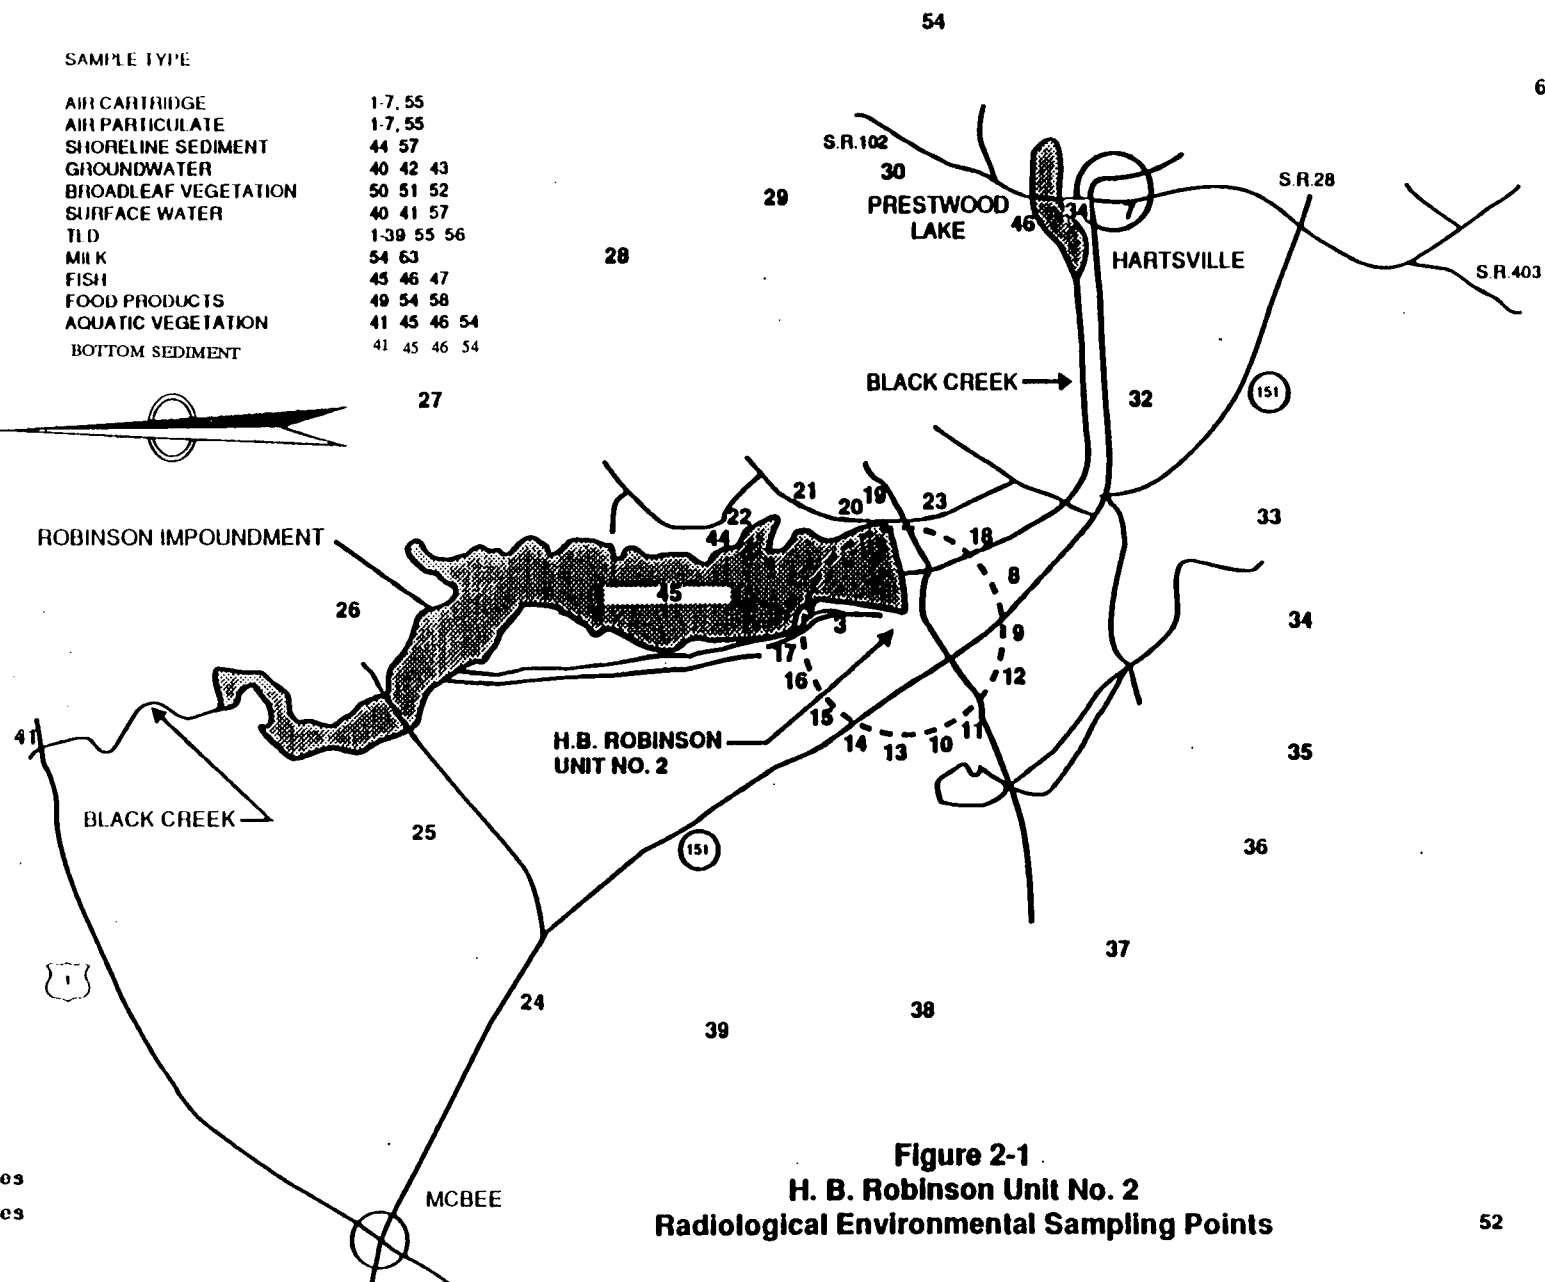 54
6
SAMPLE TYPE
AIR CARTRIDGE 1-7, 55
AIR PARTICULATE 1-7, 55
SHORELINE SEDIMENT 44 57
GROUNDWATER 40 42 43
BROADLEAF VEGETATION 50 51 52
SURFACE WATER 40 41 57
TLD 1-39 55 56
MILK 54 63
FISH 45 46 47
FOOD PRODUCTS 49 54 58
AQUATIC VEGETATION 41 45 46 54
BOTTOM SEDIMENT 41 45 46 54
S.R.102
30
29
28
27
PRESTWOOD
LAKE
46
34
7
HARTSVILLE
S.R.28
S.R.403
BLACK CREEK
32
151
33
21
20
19
23
22
44
18
8
ROBINSON IMPOUNDMENT
45
26
3
9
34
17
16
12
15
14
13
10
11
35
41
H.B. ROBINSON
UNIT NO. 2
BLACK CREEK
25
151
36
1
24
37
38
39
es
es
MCBEE
Figure 2-1
H. B. Robinson Unit No. 2
Radiological Environmental Sampling Points
52